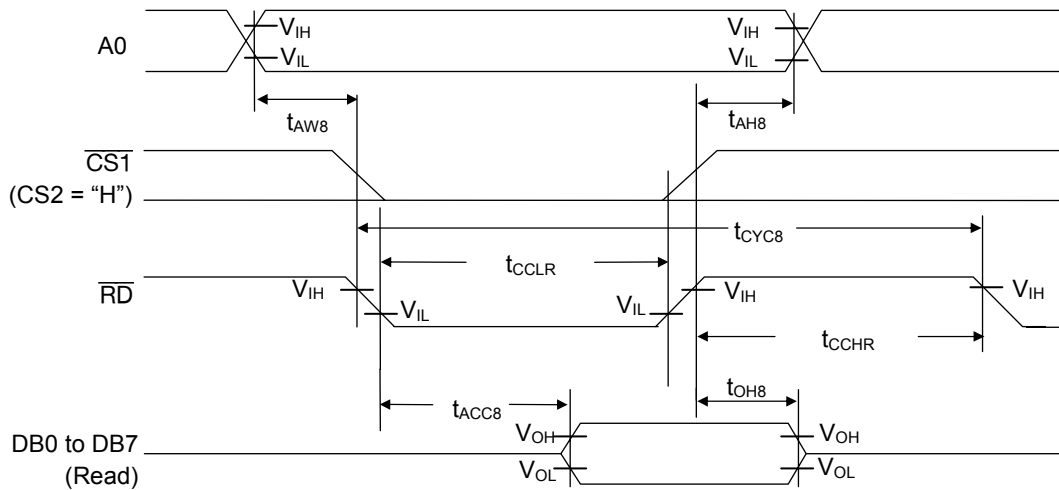 A0
VIH
VIL
VIH
VIL
tAW8
tAH8
CS1
(CS2 = “H”)
tCYC8
tCCLR
RD
VIH
VIL
VIL
VIH
VIH
tCCHR
tACC8
tOH8
DB0 to DB7
(Read)
VOH
VOL
VOH
VOL